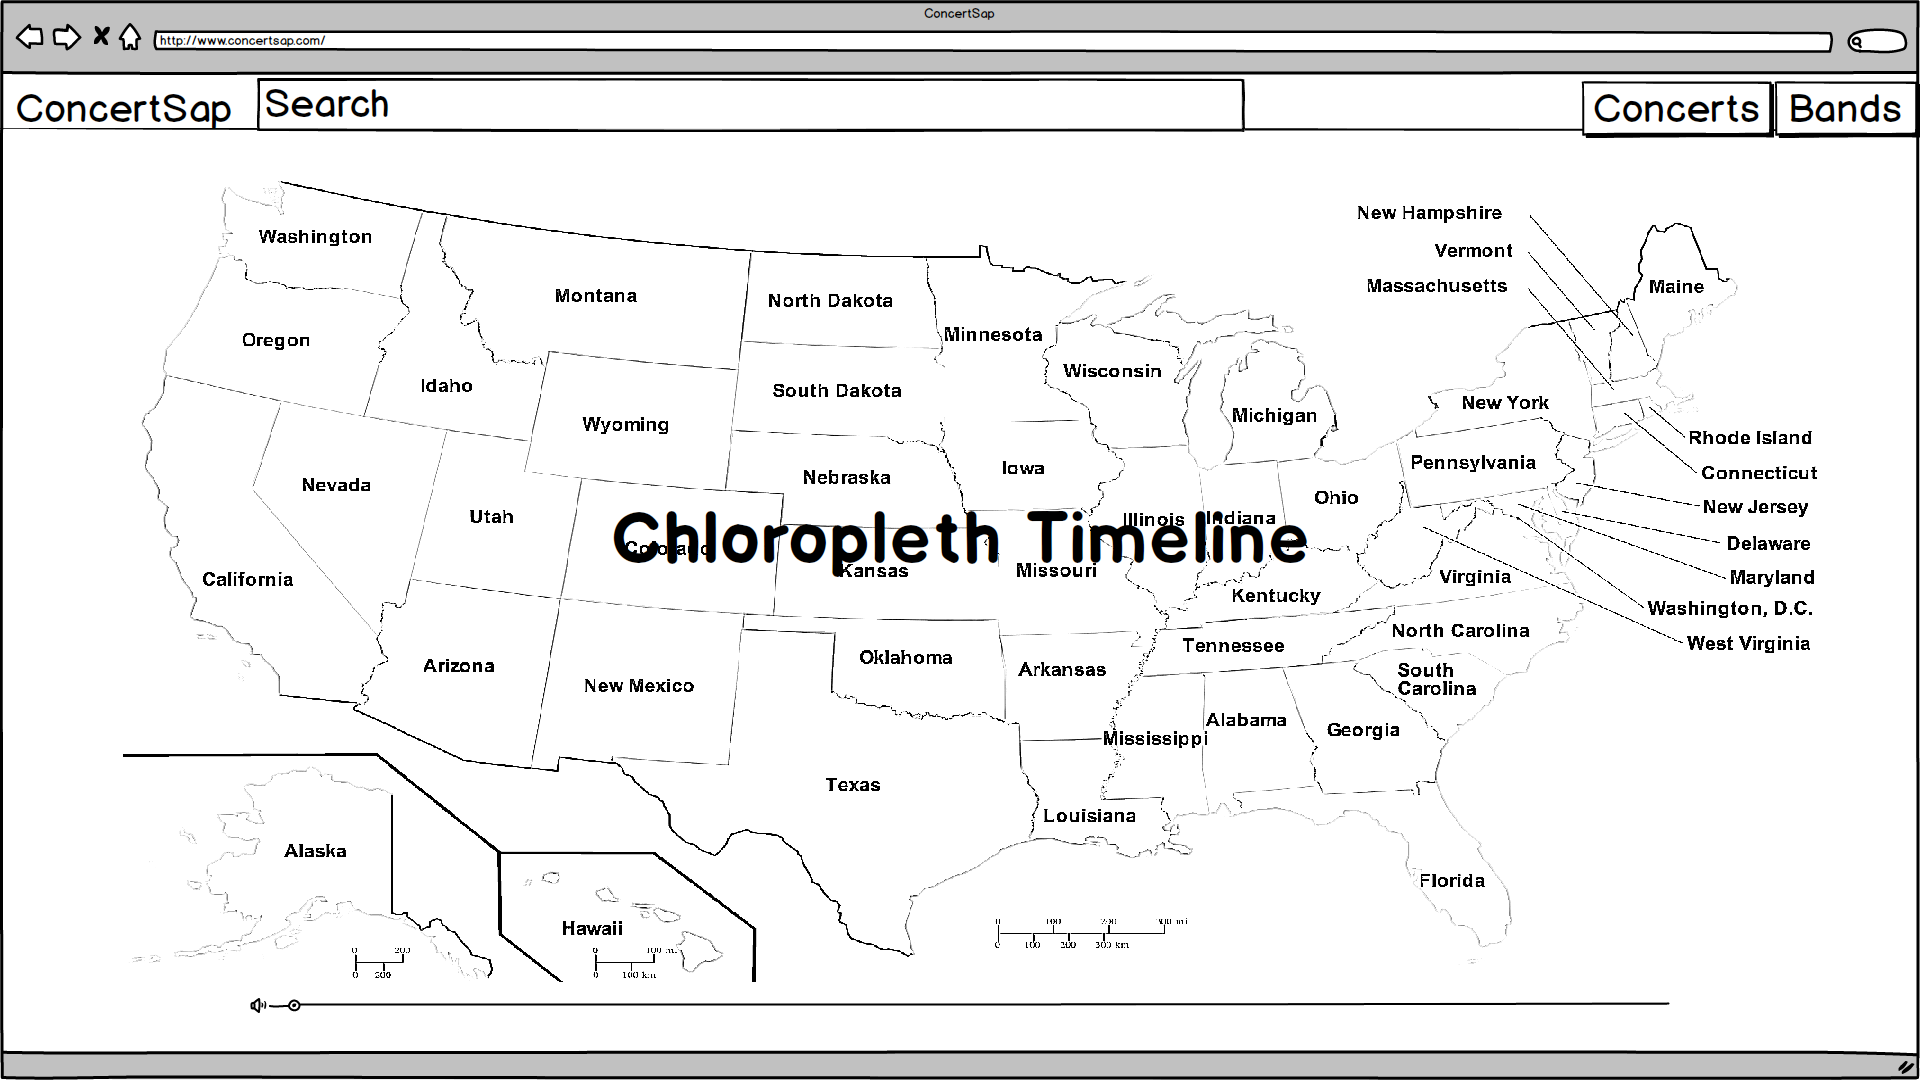 ConcertSap
http://www.concertsap.com/
ConcertSap
Search
Concerts
Bands
New Hampshire
Vermont
Massachusetts
Maine
Washington
Montana
North Dakota
Minnesota
Oregon
Idaho
South Dakota
Wisconsin
Wyoming
Michigan
New York
Rhode Island
Nevada
Nebraska
Iowa
Pennsylvania
Connecticut
Ohio
New Jersey
Utah
Illinois
Indiana
Chloropleth Timeline
Colorado
Delaware
California
Kansas
Missouri
Kentucky
Virginia
Maryland
Washington, D.C.
West Virginia
North Carolina
Tennessee
Arizona
New Mexico
Oklahoma
Arkansas
South
Carolina
Alabama
Georgia
Mississippi
Texas
Louisiana
Alaska
Florida
Hawaii
0 200
0 200
0 100 mi
0 100 km
0 100 200 300 mi
0 100 200 300 km